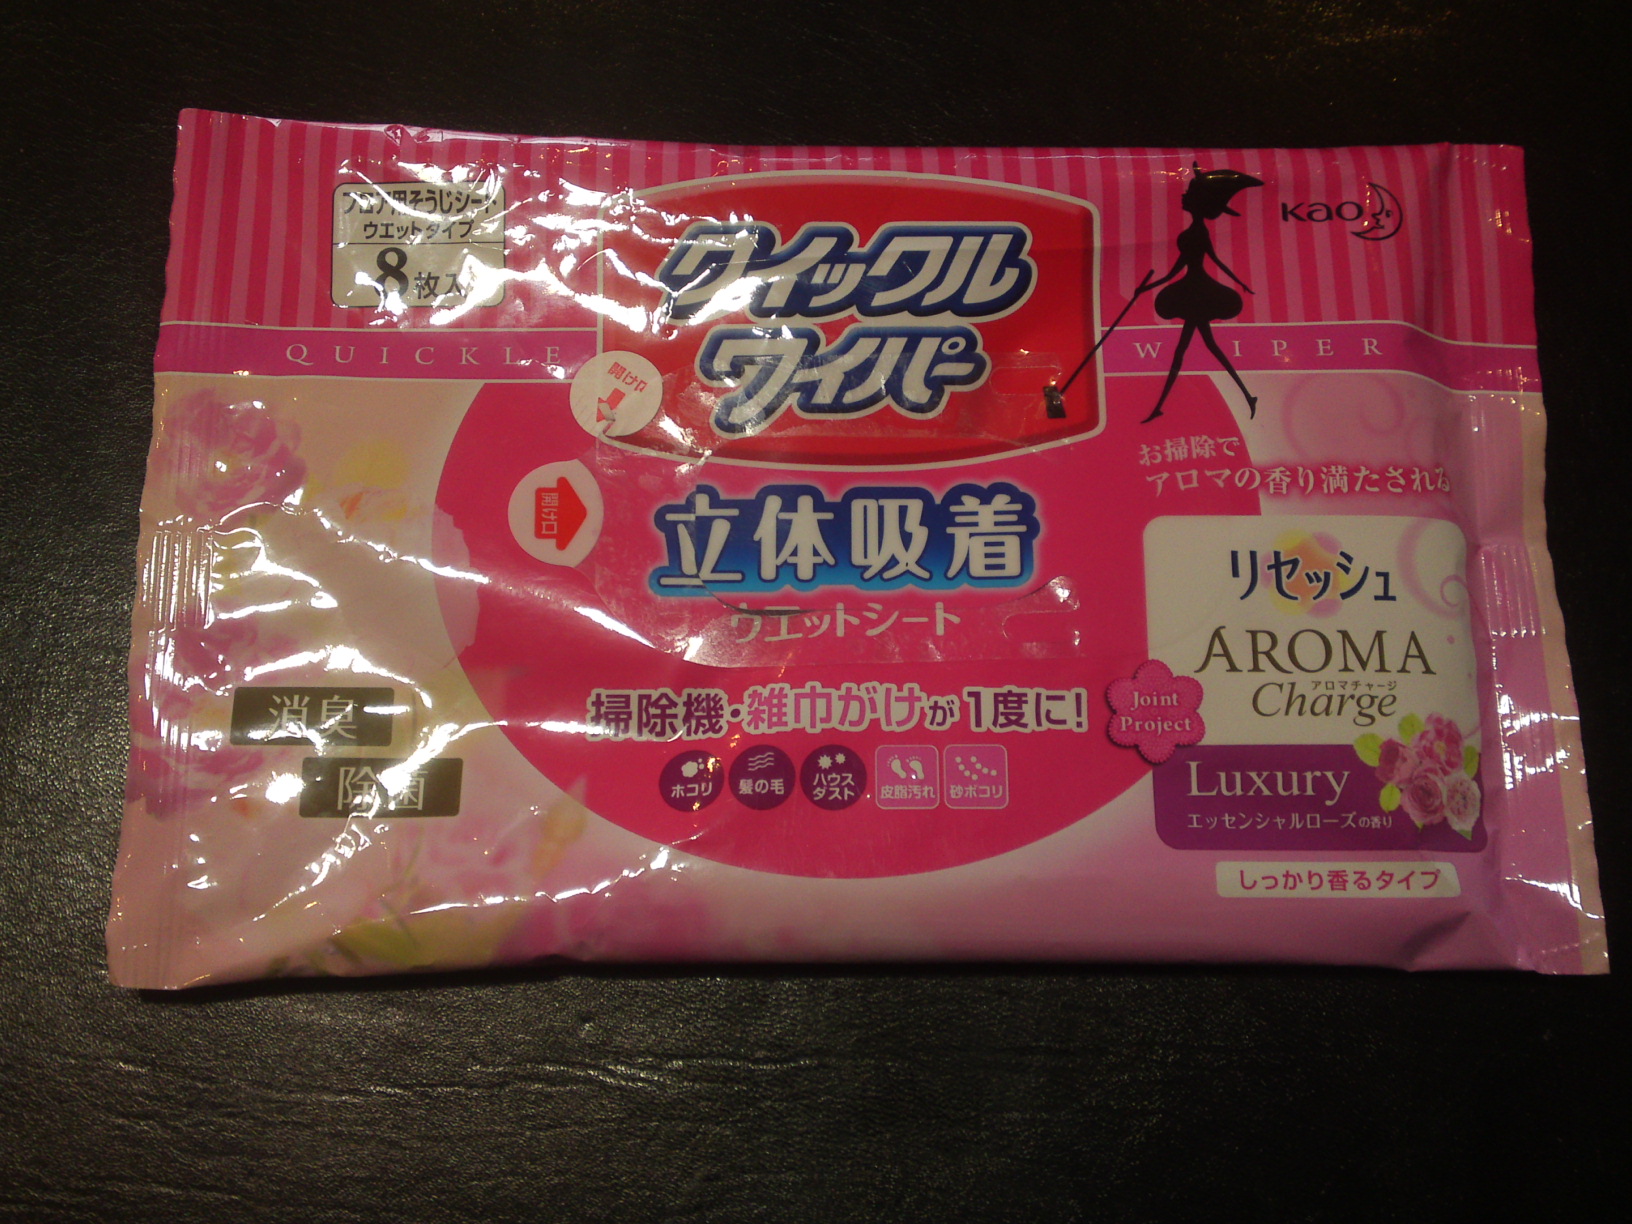 フロア用そうじシート
ウエットタイプ
8枚入
クイックル
ワイパー
Kao
QUICKLE
WIPER
開け口
開け口
お掃除で
アロマの香り満たされる
立体吸着
ウエットシート
リセッシュ
AROMA
アロマチャージ
Charge
Joint
Project
Luxury
エッセンシャルローズの香り
しっかり香るタイプ
消臭
除菌
掃除機・雑巾がけが1度に!
ホコリ
髪の毛
ハウス
ダスト
皮脂汚れ
砂ボコリ